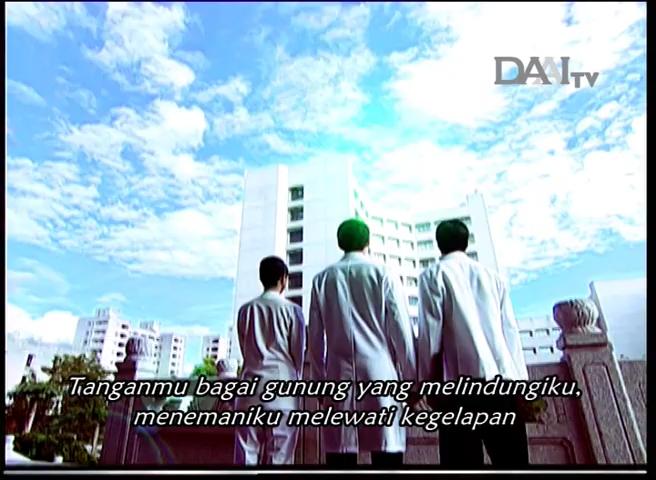 DAAI TV
Tanganmu bagai gunung yang melindungiku,
menemaniku melewati kegelapan